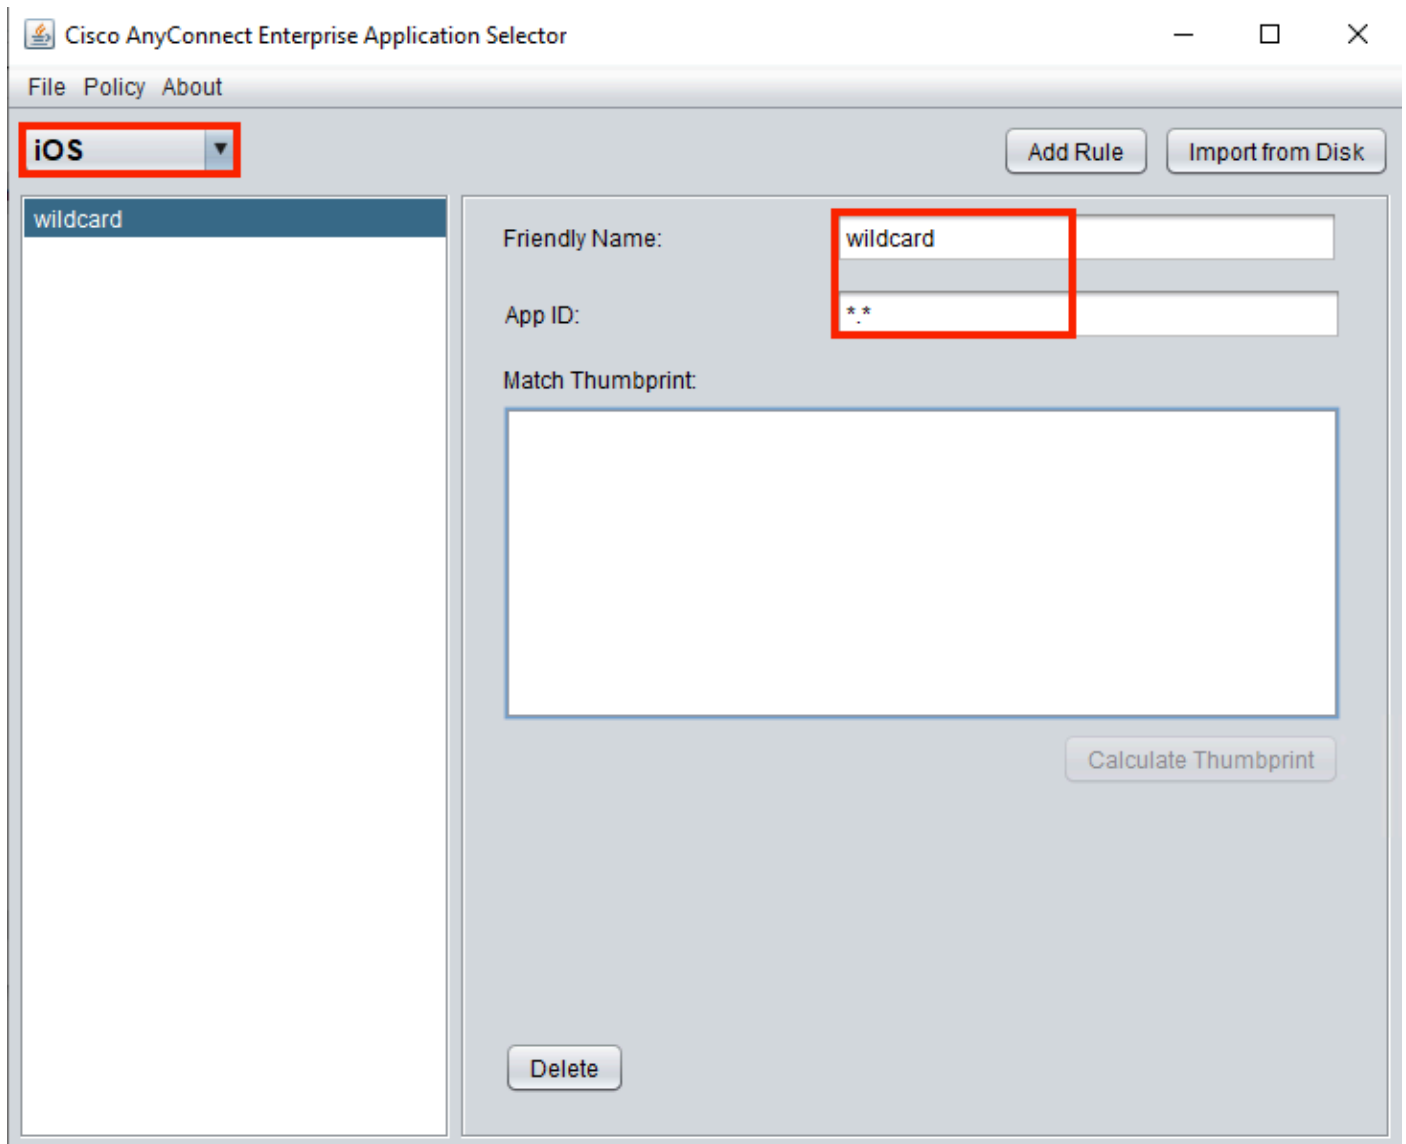 Cisco AnyConnect Enterprise Application Selector
File Policy About
iOS
Add Rule Import from Disk
wildcard
Friendly Name: wildcard
App ID: *.*
Match Thumbprint:
Calculate Thumbprint
Delete